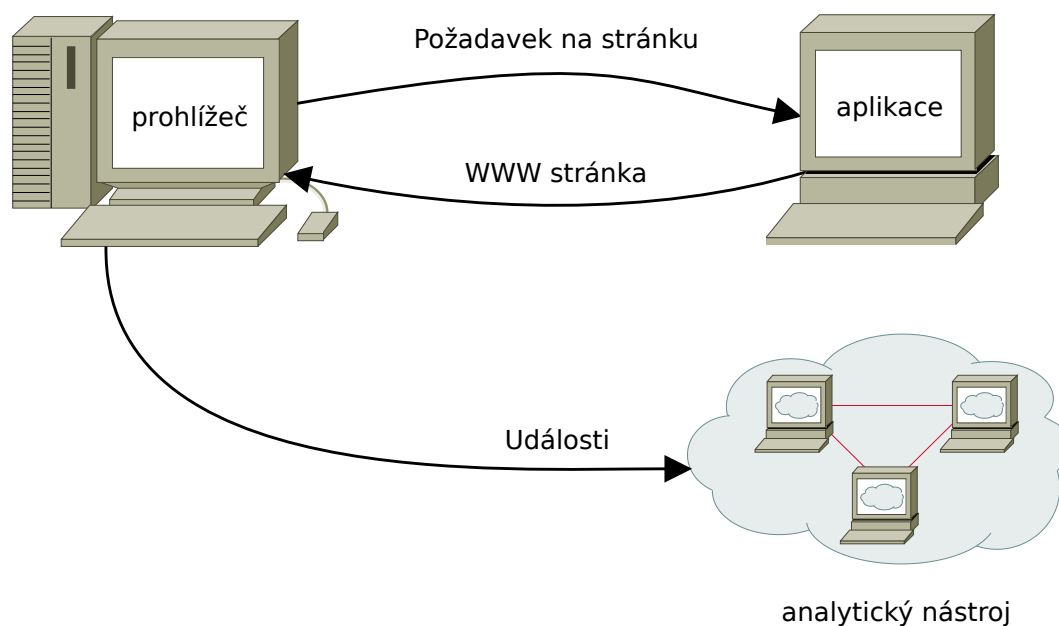 Požadavek na stránku
prohlížeč
aplikace
WWW stránka
Události
analytický nástroj